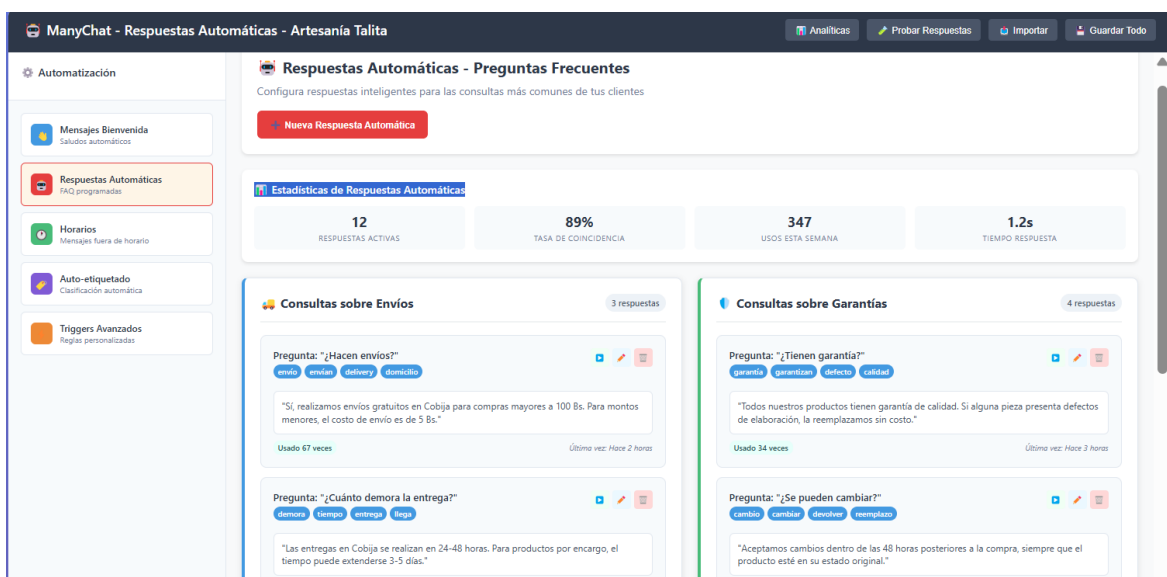 ManyChat - Respuestas Automáticas - Artesanía Talita
Analíticas
Probar Respuestas
Importar
Guardar Todo
Automatización
Mensajes Bienvenida
Saludos automáticos
Respuestas Automáticas
FAQ programadas
Horarios
Mensajes fuera de horario
Auto-etiquetado
Clasificación automática
Triggers Avanzados
Reglas personalizadas
Respuestas Automáticas - Preguntas Frecuentes
Configura respuestas inteligentes para las consultas más comunes de tus clientes
Nueva Respuesta Automática
Estadísticas de Respuestas Automáticas
12
RESPUESTAS ACTIVAS
89%
TASA DE COINCIDENCIA
347
USOS ESTA SEMANA
1.2s
TIEMPO RESPUESTA
Consultas sobre Envíos
3 respuestas
Pregunta: "¿Hacen envíos?"
envío envian delivery domicilio
"Sí, realizamos envíos gratuitos en Cobija para compras mayores a 100 Bs. Para montos
menores, el costo de envío es de 5 Bs."
Usado 67 veces
Última vez: Hace 2 horas
Pregunta: "¿Cuánto demora la entrega?"
demora tiempo entrega llega
"Las entregas en Cobija se realizan en 24-48 horas. Para productos por encargo, el
tiempo puede extenderse 3-5 días."
Consultas sobre Garantías
4 respuestas
Pregunta: "¿Tienen garantía?"
garantía garantizan defecto calidad
"Todos nuestros productos tienen garantía de calidad. Si alguna pieza presenta defectos
de elaboración, la reemplazamos sin costo."
Usado 34 veces
Última vez: Hace 3 horas
Pregunta: "¿Se pueden cambiar?"
cambio cambiar devolver reemplazo
"Aceptamos cambios dentro de las 48 horas posteriores a la compra, siempre que el
producto esté en su estado original."